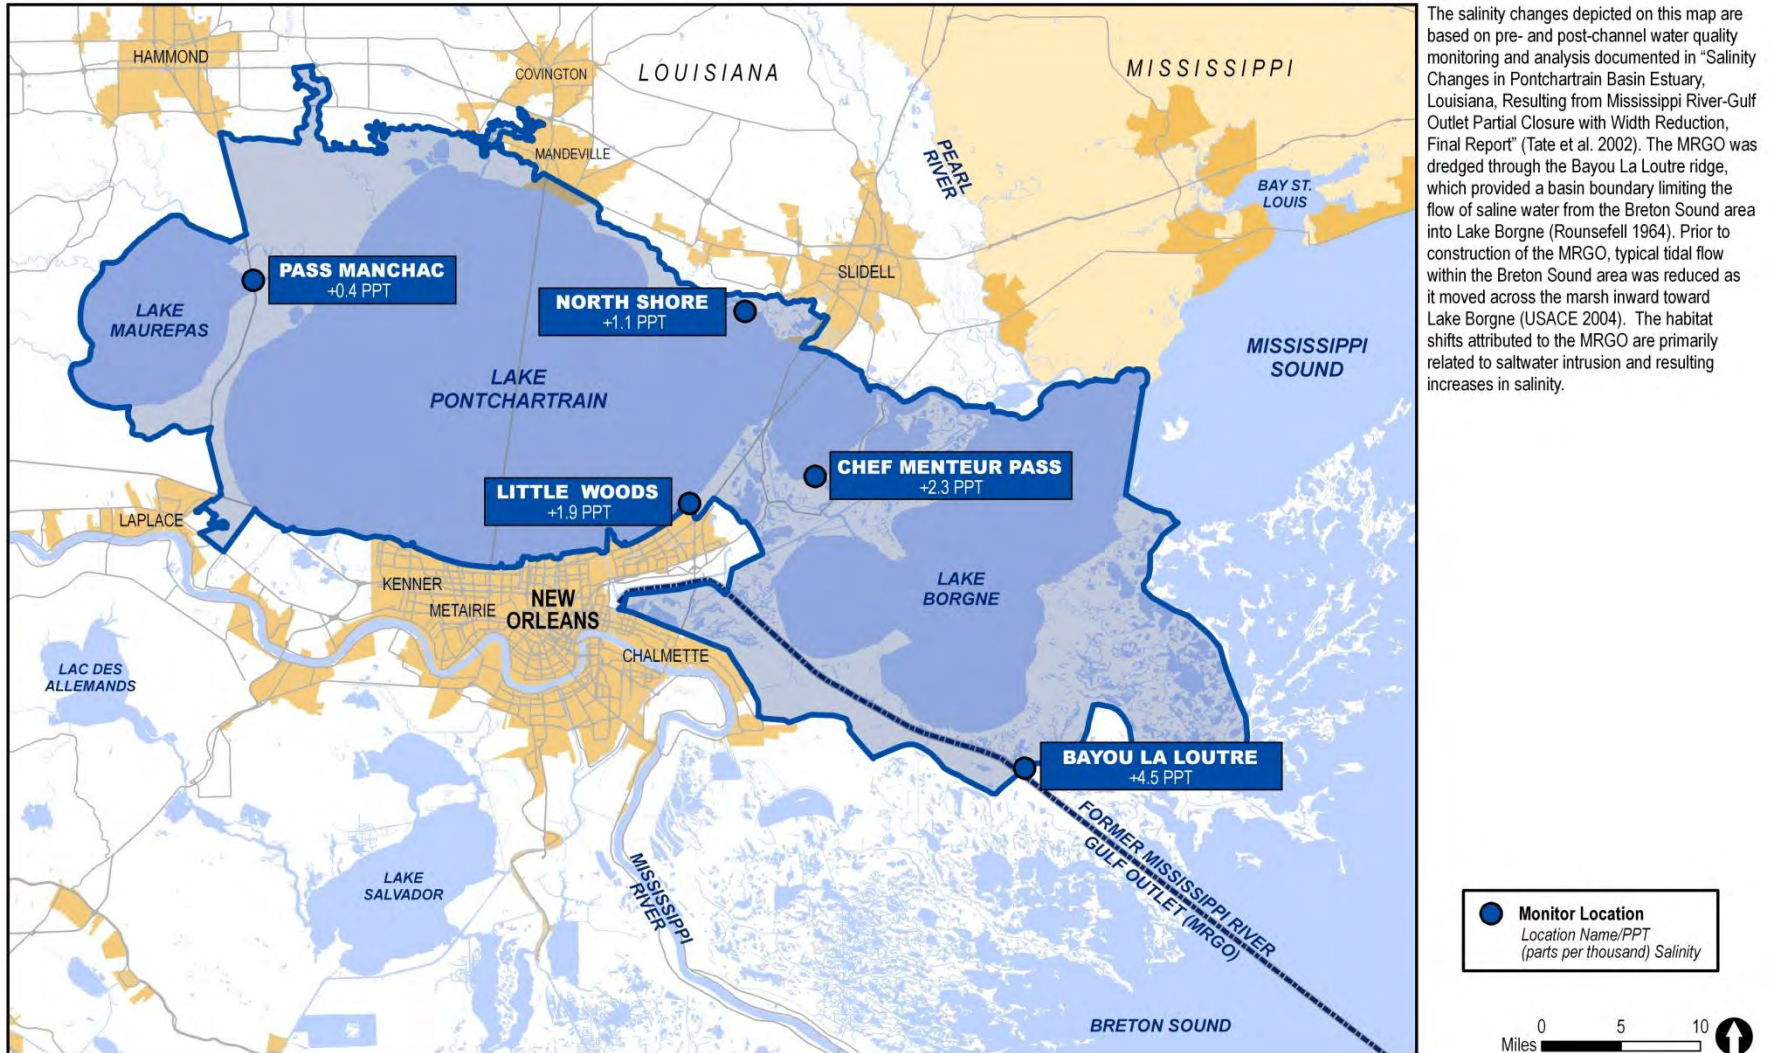 HAMMOND
COVINGTON
LOUISIANA
MISSISSIPPI
MANDEVILLE
PEARL
RIVER
BAY ST.
LOUIS
PASS MANCHAC
+0.4 PPT
SLIDELL
NORTH SHORE
+1.1 PPT
LAKE
MAUREPAS
MISSISSIPPI
SOUND
LAKE
PONTCHARTRAIN
CHEF MENTEUR PASS
+2.3 PPT
LITTLE WOODS
+1.9 PPT
LAPLACE
KENNER
METAIRIE
NEW
ORLEANS
LAKE
BORGNE
CHALMETTE
LAC DES
ALLEMANDS
BAYOU LA LOUTRE
+4.5 PPT
FORMER MISSISSIPPI RIVER
GULF OUTLET (MRGO)
LAKE
SALVADOR
MISSISSIPPI
RIVER
BRETON SOUND
The salinity changes depicted on this map are
based on pre- and post-channel water quality
monitoring and analysis documented in “Salinity
Changes in Pontchartrain Basin Estuary,
Louisiana, Resulting from Mississippi River-Gulf
Outlet Partial Closure with Width Reduction,
Final Report” (Tate et al. 2002). The MRGO was
dredged through the Bayou La Loutre ridge,
which provided a basin boundary limiting the
flow of saline water from the Breton Sound area
into Lake Borgne (Rounsefell 1964). Prior to
construction of the MRGO, typical tidal flow
within the Breton Sound area was reduced as
it moved across the marsh inward toward
Lake Borgne (USACE 2004). The habitat
shifts attributed to the MRGO are primarily
related to saltwater intrusion and resulting
increases in salinity.
Monitor Location
Location Name/PPT
(parts per thousand) Salinity
0 5 10
Miles